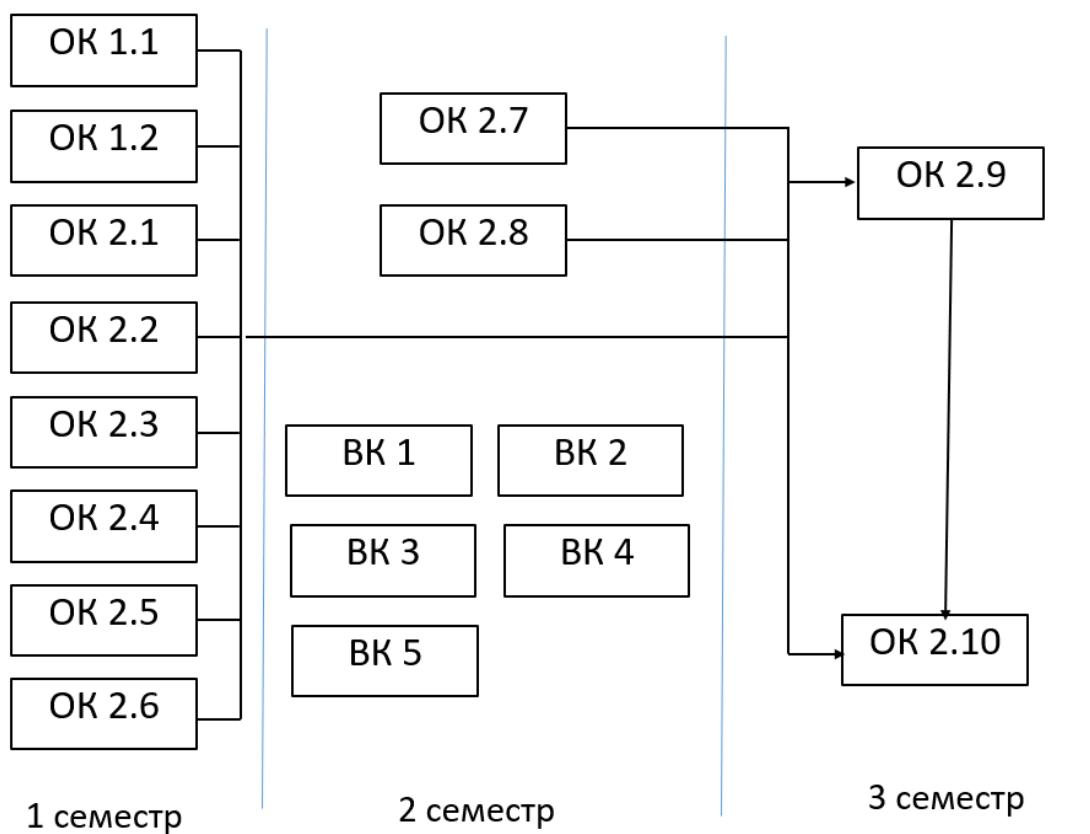 ОК 1.1
ОК 1.2
ОК 2.1
ОК 2.2
ОК 2.3
ОК 2.4
ОК 2.5
ОК 2.6
1 семестр
ОК 2.7
ОК 2.8
ВК 1
ВК 2
ВК 3
ВК 4
ВК 5
2 семестр
ОК 2.9
ОК 2.10
3 семестр